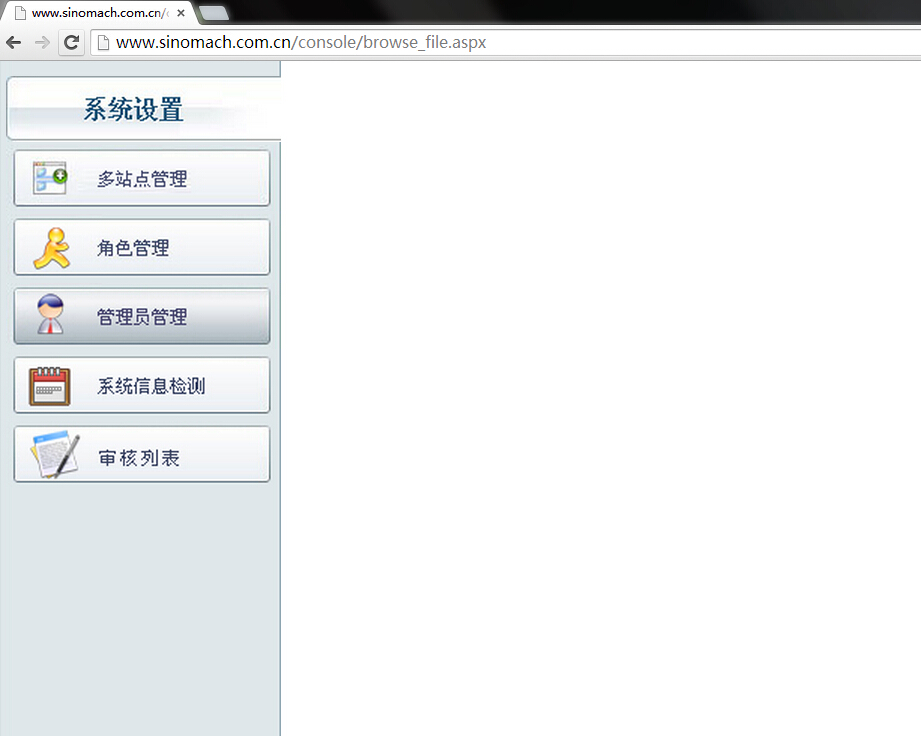 www.sinomach.com.cn/
www.sinomach.com.cn/console/browse_file.aspx
系统设置
多站点管理
角色管理
管理员管理
系统信息检测
审核列表